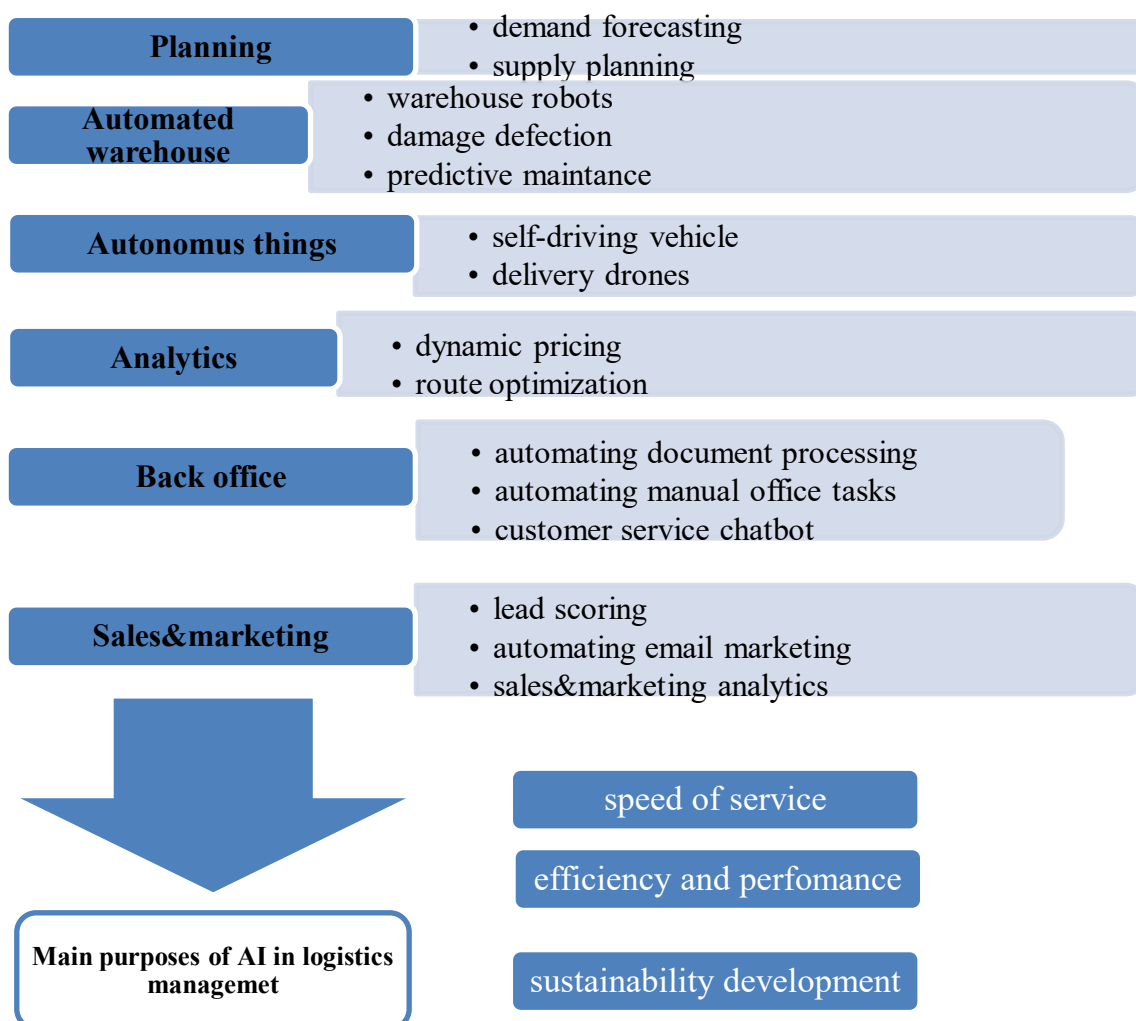 Planning
• demand forecasting
• supply planning
Automated
warehouse
• warehouse robots
• damage defection
• predictive maintance
Autonomus things
• self-driving vehicle
• delivery drones
Analytics
• dynamic pricing
• route optimization
Back office
• automating document processing
• automating manual office tasks
• customer service chatbot
Sales&marketing
• lead scoring
• automating email marketing
• sales&marketing analytics
Main purposes of AI in logistics
managemet
speed of service
efficiency and perfomance
sustainability development